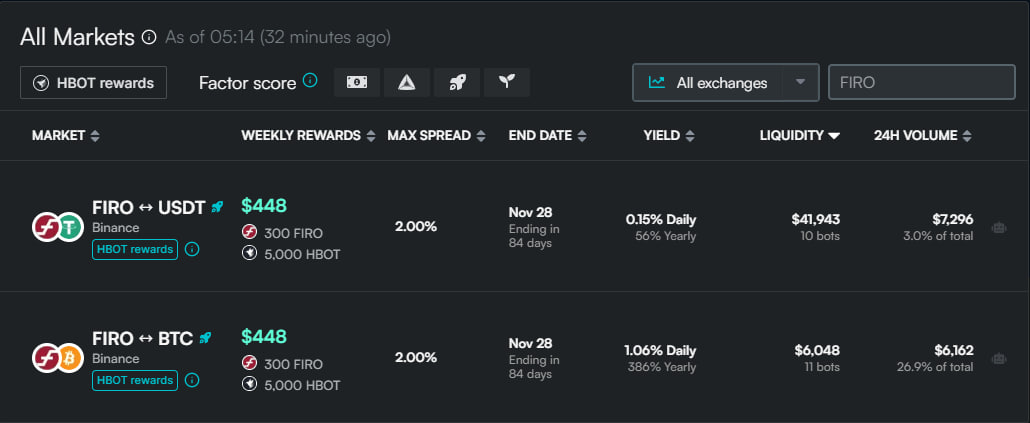 All Markets As of 05:14 (32 minutes ago)
HBOT rewards Factor score All exchanges FIRO
MARKET WEEKLY REWARDS MAX SPREAD END DATE YIELD LIQUIDITY 24H VOLUME
FIRO ↔ USDT
Binance
HBOT rewards
$448
300 FIRO
5,000 HBOT
2.00%
Nov 28
Ending in
84 days
0.15% Daily
56% Yearly
$41,943
10 bots
$7,296
3.0% of total
FIRO ↔ BTC
Binance
HBOT rewards
$448
300 FIRO
5,000 HBOT
2.00%
Nov 28
Ending in
84 days
1.06% Daily
386% Yearly
$6,048
11 bots
$6,162
26.9% of total